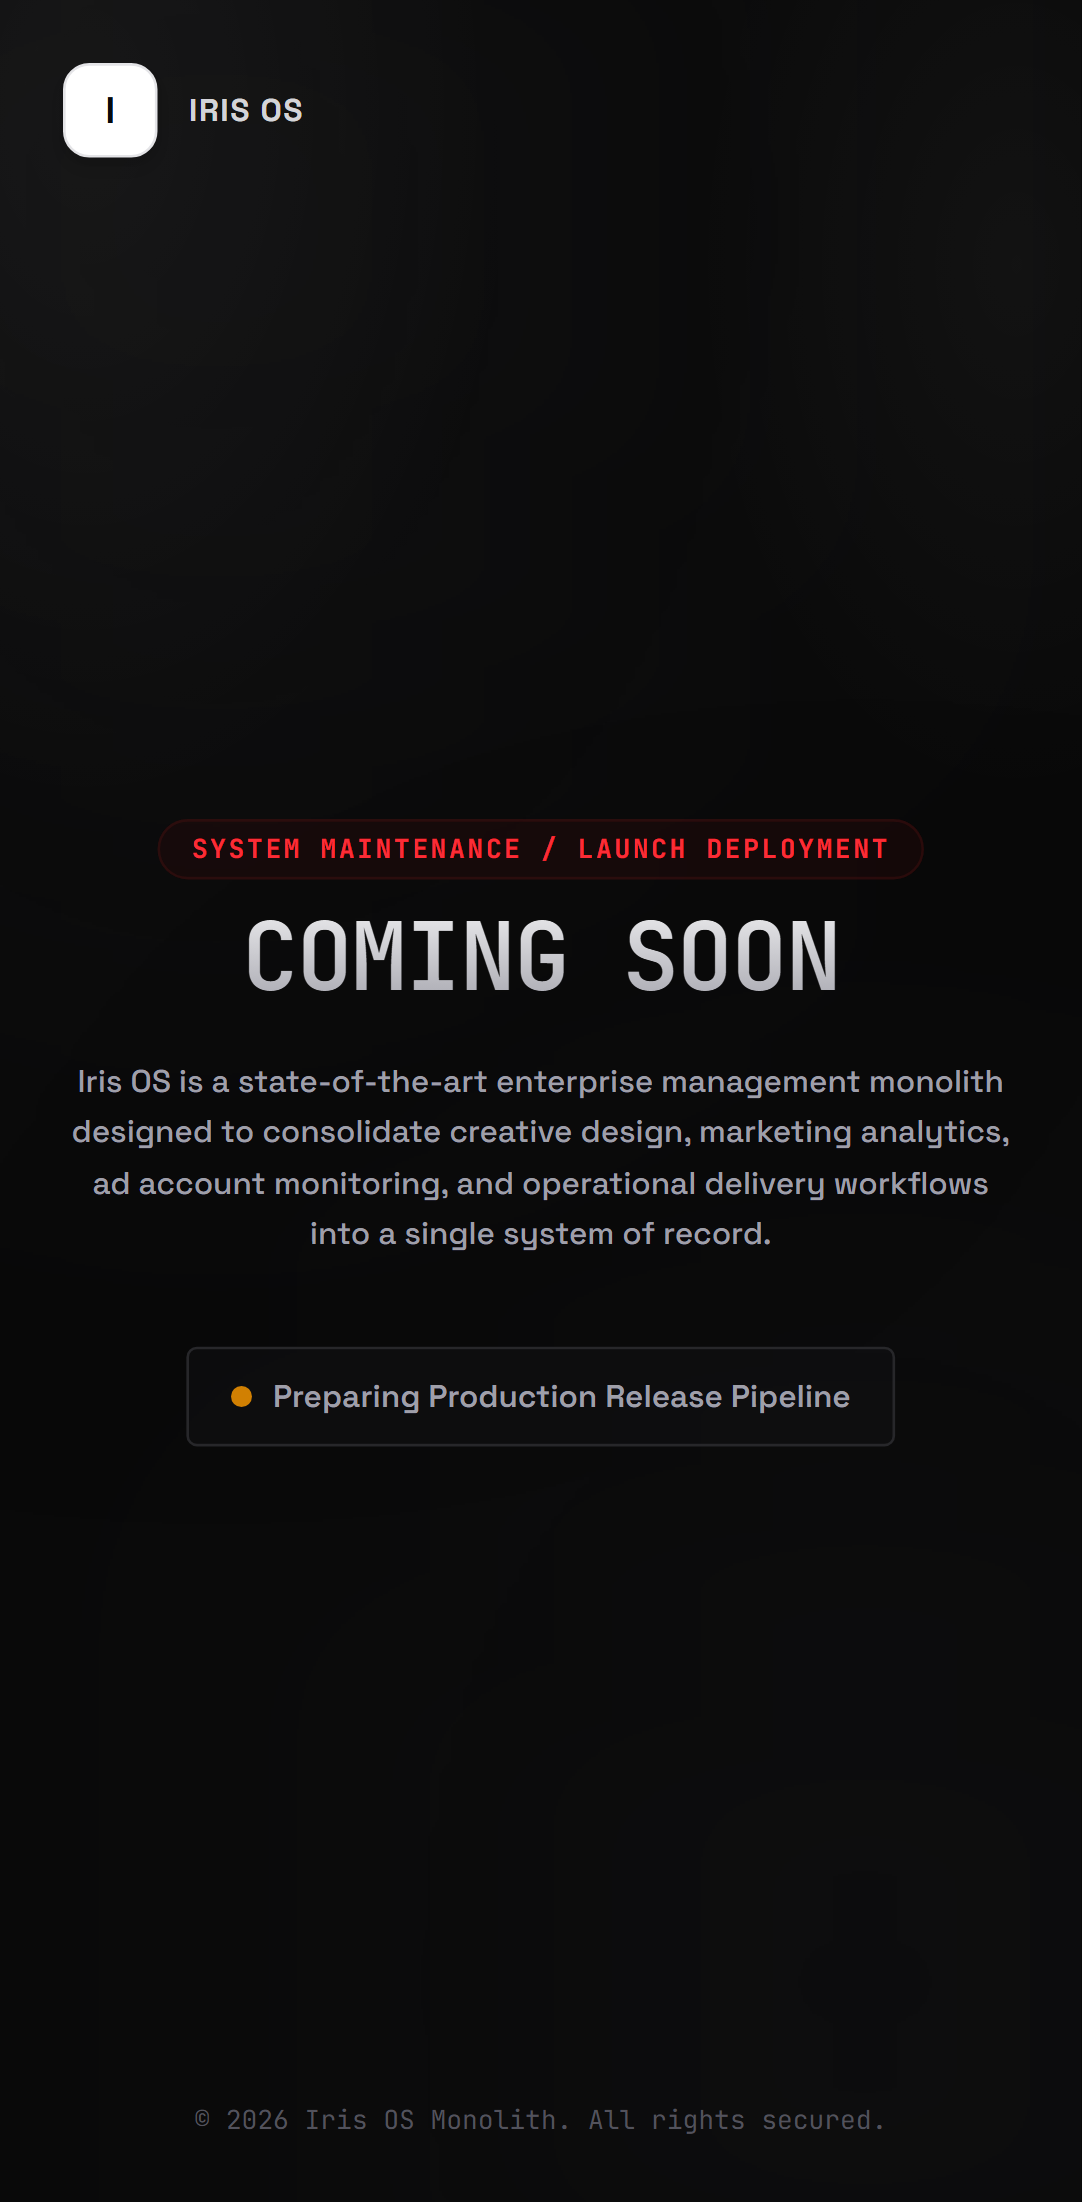 I
IRIS OS
SYSTEM MAINTENANCE / LAUNCH DEPLOYMENT
COMING SOON
Iris OS is a state-of-the-art enterprise management monolith
designed to consolidate creative design, marketing analytics,
ad account monitoring, and operational delivery workflows
into a single system of record.
Preparing Production Release Pipeline
© 2026 Iris OS Monolith. All rights secured.